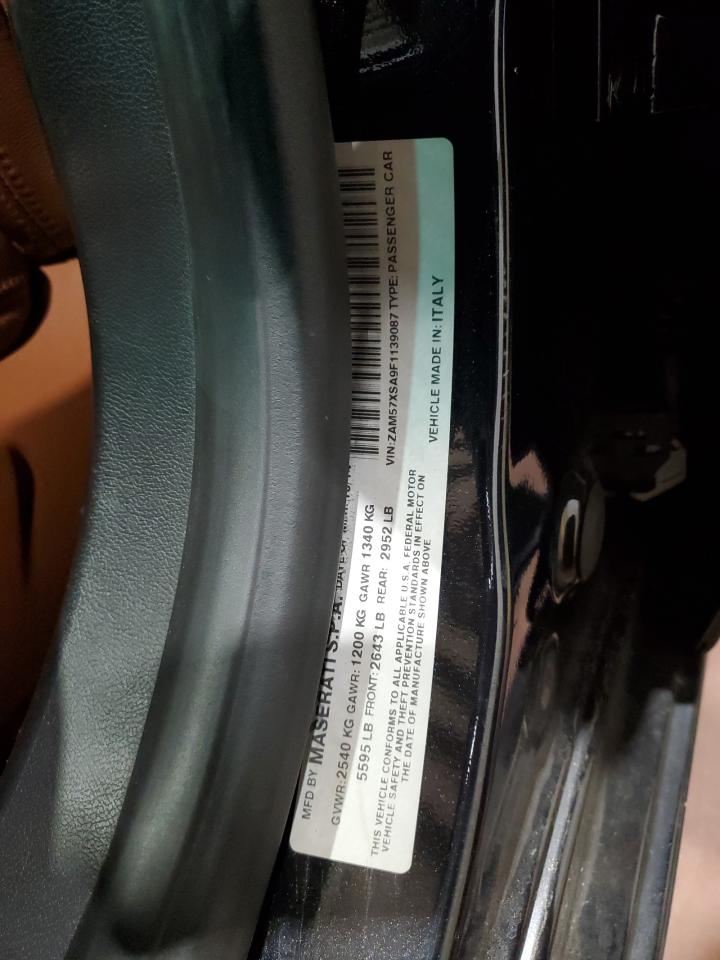 MFD BY MASERATI S.P.A. DATE OF
GVWR: 2540 KG GAWR: 1200 KG GAWR 1340 KG
5595 LB FRONT: 2643 LB REAR: 2952 LB
THIS VEHICLE CONFORMS TO ALL APPLICABLE U.S.A. FEDERAL MOTOR
VEHICLE SAFETY AND THEFT PREVENTION STANDARDS IN EFFECT ON
THE DATE OF MANUFACTURE SHOWN ABOVE
VIN:ZAM57XSA9F1139087 TYPE: PASSENGER CAR
VEHICLE MADE IN: ITALY